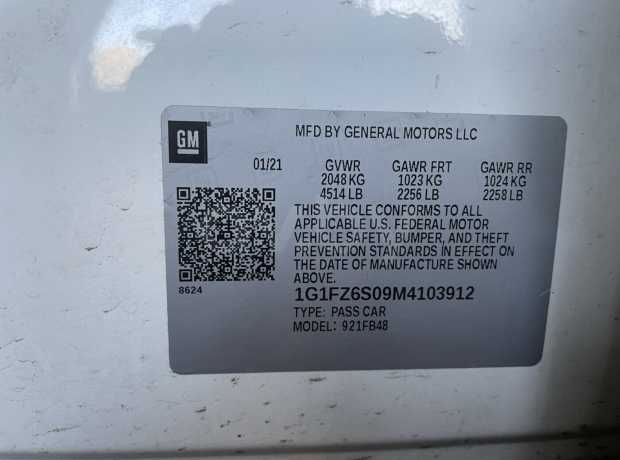 GM
MFD BY GENERAL MOTORS LLC
01/21 GVWR GAWR FRT GAWR RR
2048 KG 1023 KG 1024 KG
4514 LB 2256 LB 2258 LB
THIS VEHICLE CONFORMS TO ALL
APPLICABLE U.S. FEDERAL MOTOR
VEHICLE SAFETY, BUMPER, AND THEFT
PREVENTION STANDARDS IN EFFECT ON
THE DATE OF MANUFACTURE SHOWN
ABOVE.
8624
1G1FZ6S09M4103912
TYPE: PASS CAR
MODEL: 921FB48